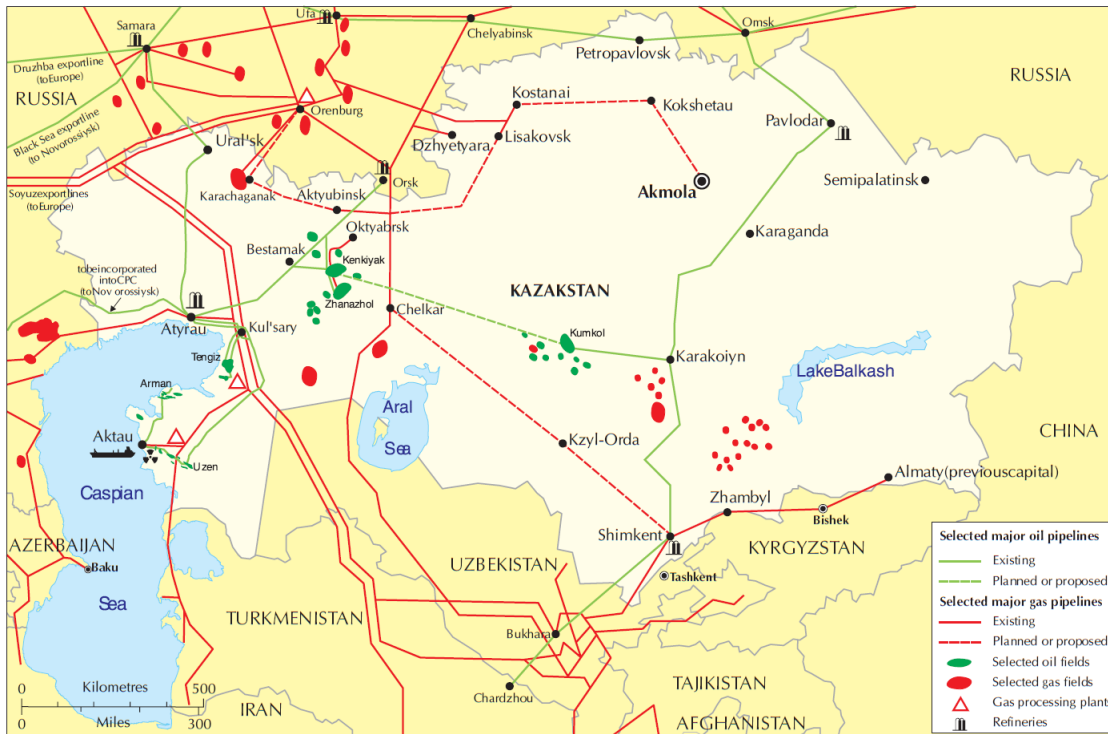 Ufa
Samara
Chelyabinsk
Omsk
Petropavlovsk
Druzhba exportline
(toEurope)
RUSSIA
RUSSIA
Kostanai
Kokshetau
Orenburg
Pavlodar
Black Sea exportline
(to Novorossiysk)
Ural'sk
Dzhyetyara
Lisakovsk
Karachaganak
Orsk
Akmola
Semipalatinsk
Soyuzexportlines
(toEurope)
Aktyubinsk
Oktyabrsk
Karaganda
Bestamak
Kenkiyak
tobeincorporated
intoCPC
(toNov orossiysk)
Zhanazhol
KAZAKSTAN
Chelkar
Atyrau
Kul'sary
Kumkol
Tengiz
Karakoiyn
LakeBalkash
Arman
Aral
Sea
Aktau
Uzen
Kzyl-Orda
CHINA
Caspian
Almaty(previouscapital)
Zhambyl
Bishek
Shimkent
AZERBAIJAN
Baku
UZBEKISTAN
KYRGYZSTAN
Tashkent
Sea
TURKMENISTAN
Bukhara
Chardzhou
TAJIKISTAN
AFGHANISTAN
IRAN
0 Kilometres 500
0 Miles 300
Selected major oil pipelines
Existing
Planned or proposed
Selected major gas pipelines
Existing
Planned or proposed
Selected oil fields
Selected gas fields
Gas processing plants
Refineries